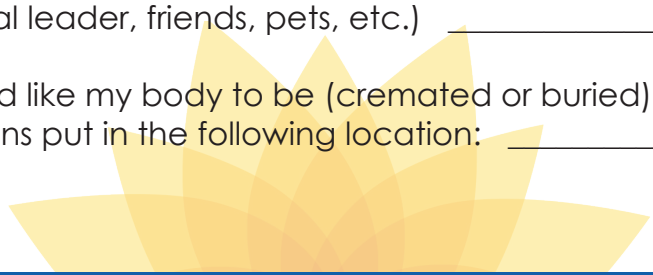 al leader, friends, pets, etc.)
d like my body to be (cremated or buried)
ns put in the following location: